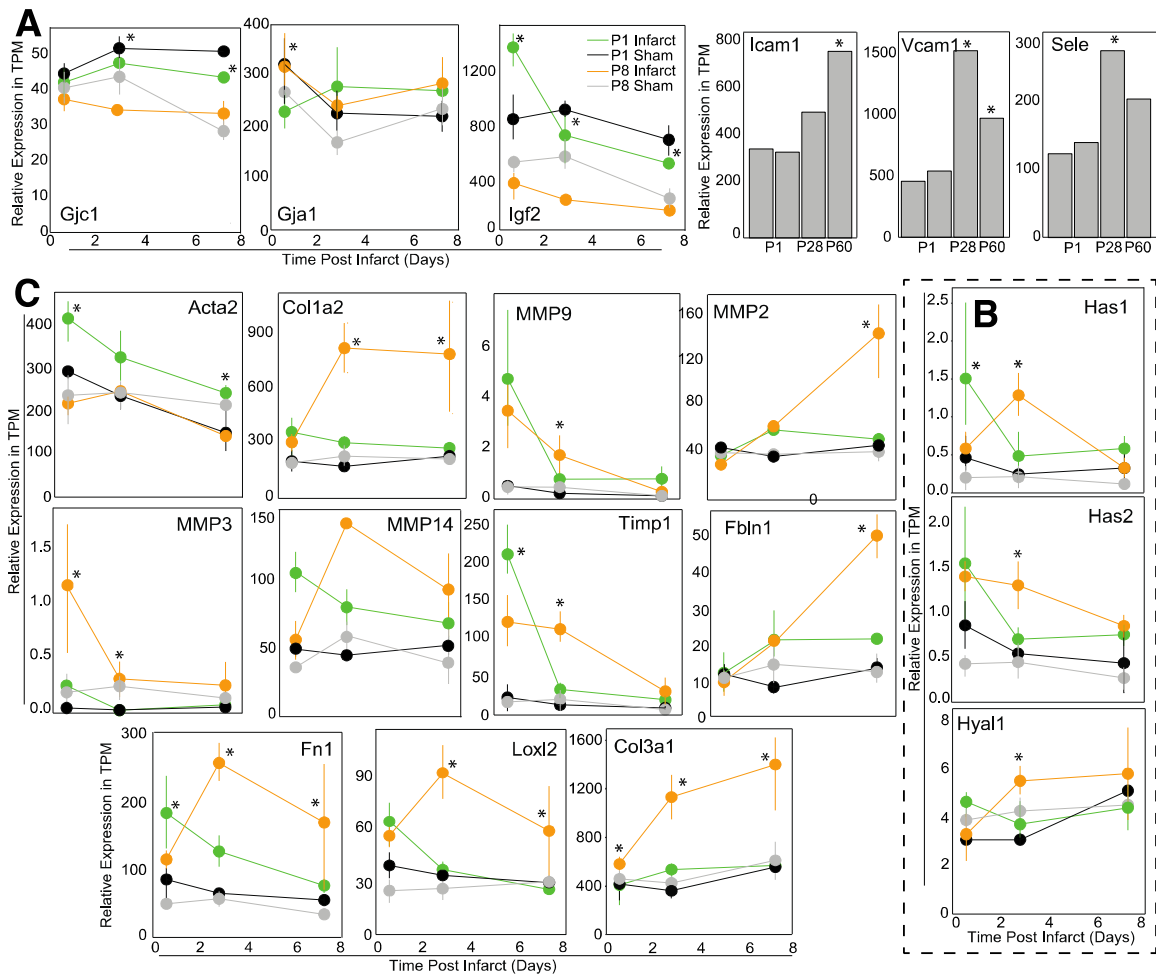 A
Relative Expression in TPM
50
40
30
20
10
0
*
*
Gjc1
400
300
200
100
0
*
Gja1
1200
800
400
0
*
*
*
P1 Infarct
P1 Sham
P8 Infarct
P8 Sham
Igf2
0 2 4 6 8
0 2 4 6 8
0 2 4 6 8
Time Post Infarct (Days)
Relative Expression in TPM
Icam1
800
600
400
200
0
*
P1 P28 P60
Vcam1
1500
1000
500
0
*
*
P1 P28 P60
Sele
300
200
100
0
*
P1 P28 P60
C
Relative Expression in TPM
Acta2
400
300
200
100
0
*
*
Col1a2
900
600
300
0
*
*
MMP9
6
4
2
0
*
MMP2
160
120
80
40
0
*
MMP3
1.5
1.0
0.5
0.0
*
*
MMP14
150
100
50
0
Timp1
250
200
150
100
50
0
*
*
Fbln1
50
40
30
20
10
0
*
Relative Expression in TPM
Fn1
300
200
100
0
*
*
*
Loxl2
90
60
30
0
*
*
Col3a1
1600
1200
800
400
0
*
*
*
0 2 4 6 8
0 2 4 6 8
0 2 4 6 8
Time Post Infarct (Days)
B
Relative Expression in TPM
Has1
2.5
2.0
1.5
1.0
0.5
0.0
*
*
Has2
2.0
1.5
1.0
0.5
0.0
*
Hyal1
8
6
4
2
0
*
0 2 4 6 8
Time Post Infarct (Days)